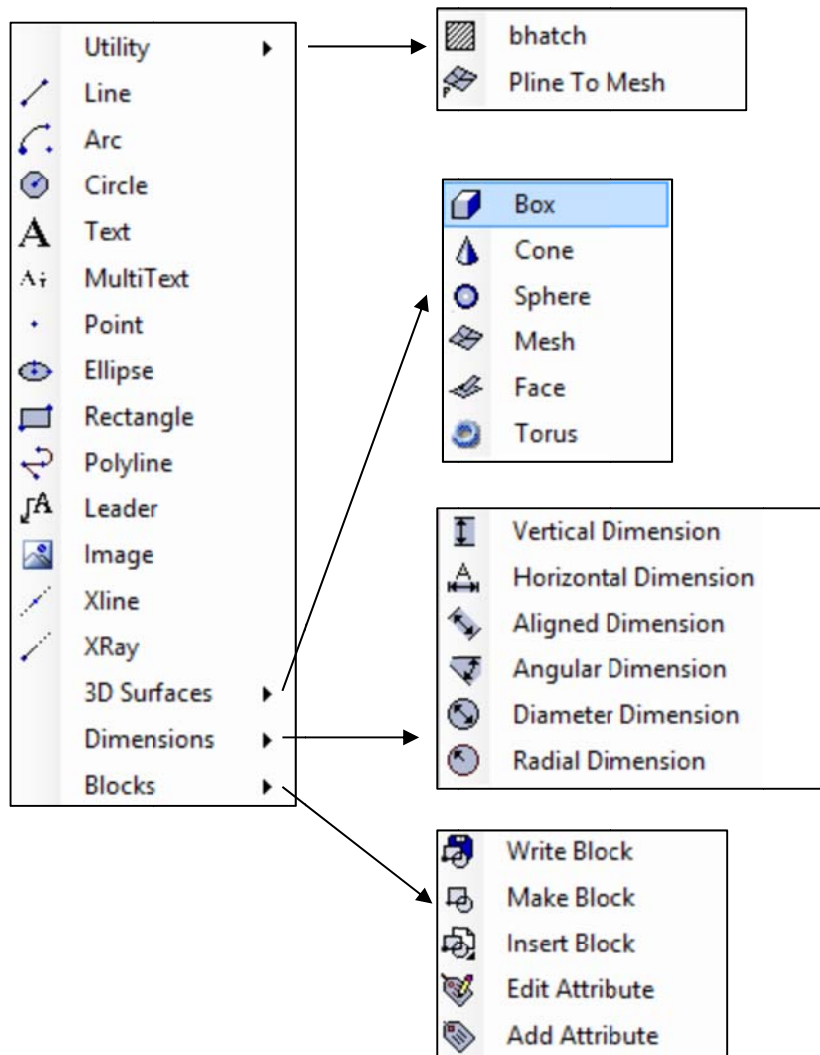 Utility
Line
Arc
Circle
Text
MultiText
Point
Ellipse
Rectangle
Polyline
Leader
Image
Xline
XRay
3D Surfaces
Dimensions
Blocks
bhatch
Pline To Mesh
Box
Cone
Sphere
Mesh
Face
Torus
Vertical Dimension
Horizontal Dimension
Aligned Dimension
Angular Dimension
Diameter Dimension
Radial Dimension
Write Block
Make Block
Insert Block
Edit Attribute
Add Attribute